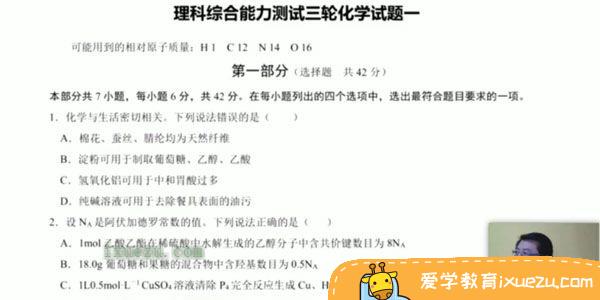 理科综合能力测试三轮化学试题一
可能用到的相对原子质量：H 1 C 12 N 14 O 16
第一部分（选择题 共 42 分）
本部分共 7 小题，每小题 6 分，共 42 分。在每小题列出的四个选项中，选出最符合题目要求的一项。
1．化学与生活密切相关。下列说法错误的是（ ）
A．棉花、蚕丝、腈纶均为天然纤维
B．淀粉可用于制取葡萄糖、乙醇、乙酸
C．氢氧化铝可用于中和胃酸过多
D．纯碱溶液可用于去除餐具表面的油污
2．设 NA 是阿伏加德罗常数的值。下列说法正确的是（ ）
A．1mol 乙酸乙酯在稀硫酸中水解生成的乙醇分子中含共价键数目为 8NA
ixuezu.com
B．18.0g 葡萄糖和果糖的混合物中含羟基数目为 0.5NA
C．1L0.5mol·L⁻¹CuSO₄ 溶液清除 P₄ 完全反应生成 Cu、H
爱学教育ixuezu.com